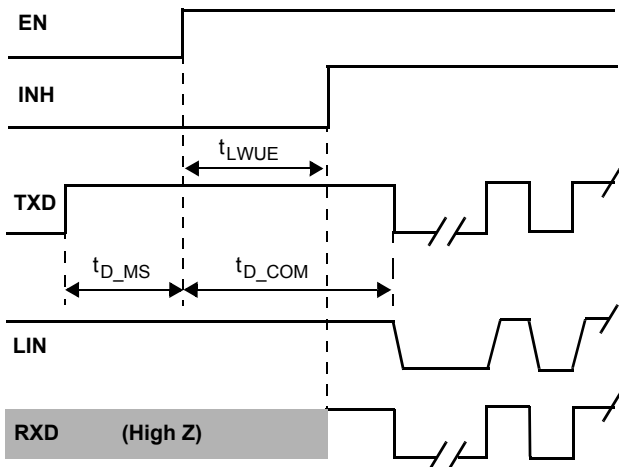 EN
INH
tLWUE
TXD
tD_MS tD_COM
LIN
RXD (High Z)